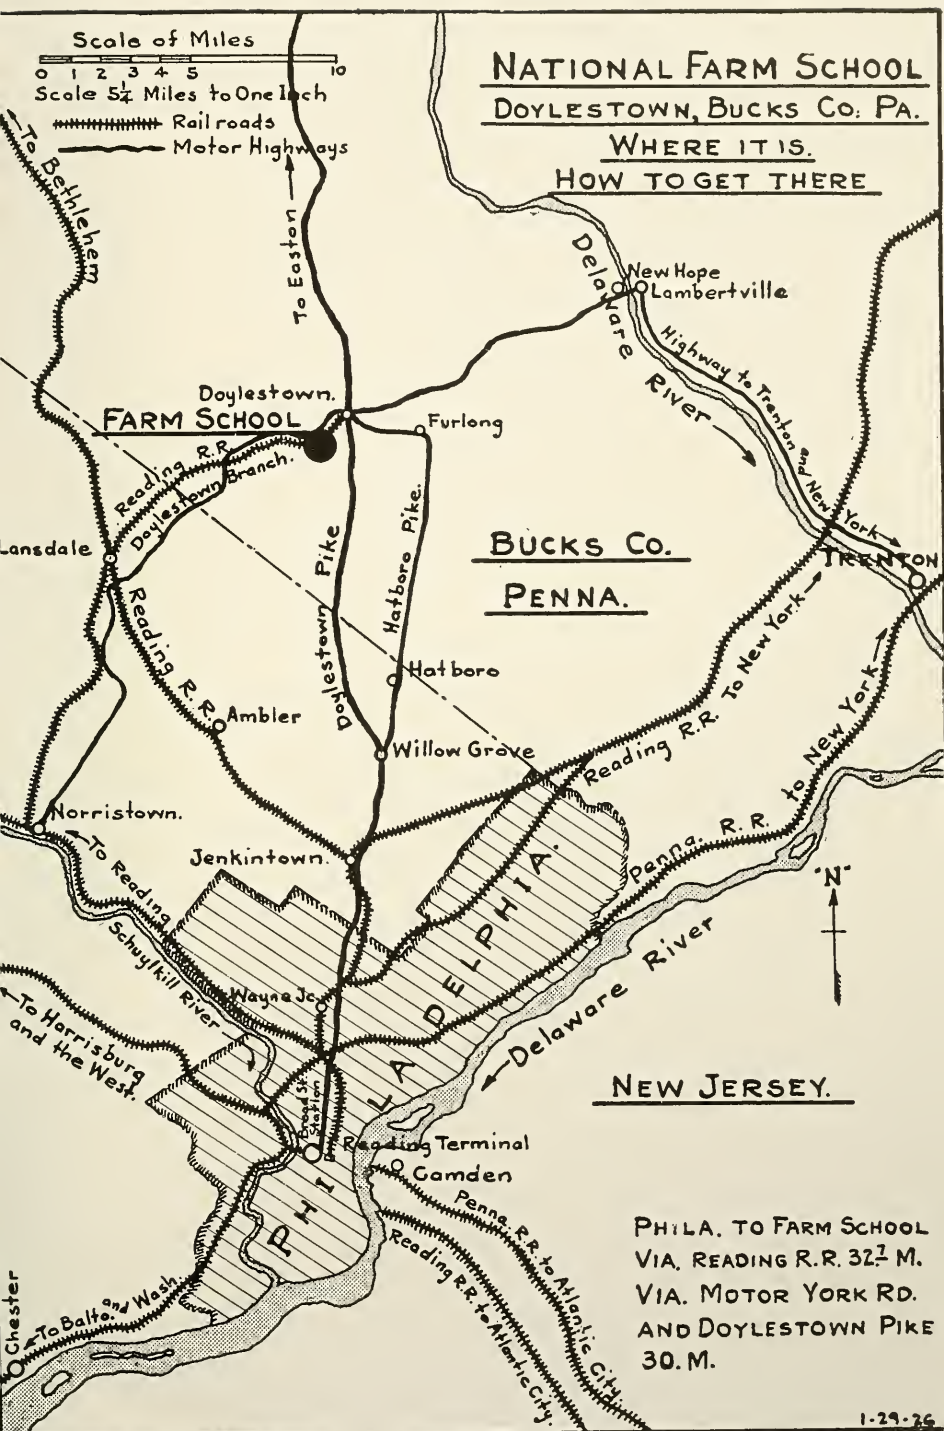 Scale of Miles
0 1 2 3 4 5 10
Scale 5 1/4 Miles to One Inch
Rail roads
Motor Highways
NATIONAL FARM SCHOOL
DOYLESTOWN, BUCKS CO: PA.
WHERE IT IS.
HOW TO GET THERE
To Bethlehem
To Easton
Delaware River
New Hope
Lambertville
Highway to Trenton and New York
Doylestown.
FARM SCHOOL
Furlong
Reading R.R.
Doylestown Branch.
Lansdale
Doylestown Pike
Hatboro Pike.
BUCKS CO.
PENNA.
TRENTON
Reading R.R.
Hatboro
Ambler
Willow Grove
Reading R.R. To New York
Norristown.
To Reading
Jenkintown.
Penna. R.R. to New York
"N"
Schuylkill River
Wayne Jc.
PHILADELPHIA.
Delaware River
To Harrisburg
and the West.
NEW JERSEY.
Broad St.
Station
Reading Terminal
Camden
Penna. R.R. to Atlantic City.
Reading R.R. to Atlantic City.
Chester
To Balto. and Wash.
PHILA. TO FARM SCHOOL
VIA. READING R.R. 32.7 M.
VIA. MOTOR YORK RD.
AND DOYLESTOWN PIKE
30. M.
1-29-26